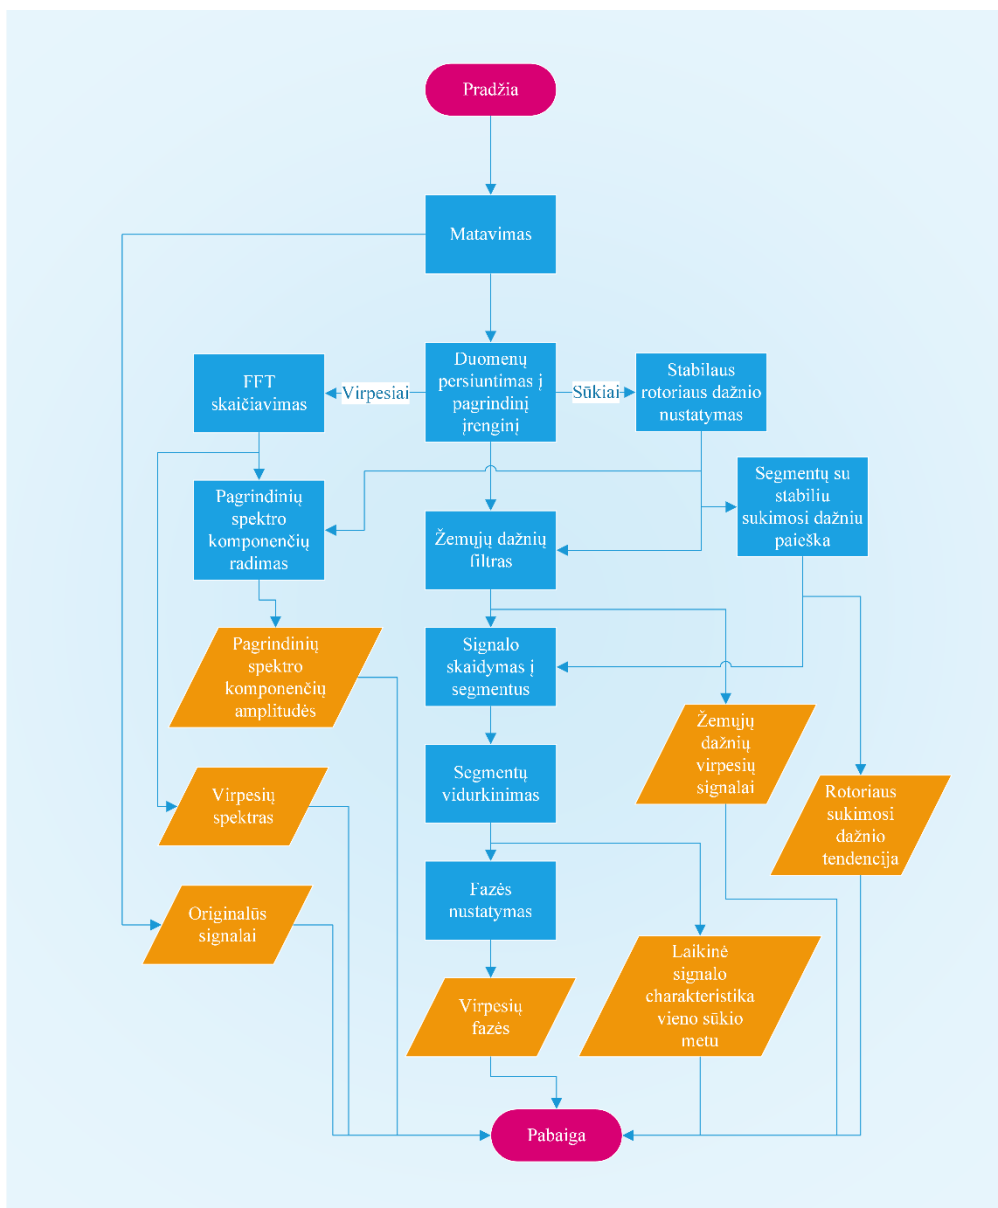 Pradžia
Matavimas
Duomenų
persiuntimas į
pagrindinį
įrenginį
Virpesiai
Sūkiai
FFT
skaičiavimas
Stabilaus
rotoriaus dažnio
nustatymas
Pagrindinių
spektro
komponenčių
radimas
Žemųjų dažnių
filtras
Segmentų su
stabiliu
sukimosi dažniu
paieška
Pagrindinių
spektro
komponenčių
amplitudės
Signalo
skaidymas į
segmentus
Žemųjų
dažnių
virpesių
signalai
Segmentų
vidurkinimas
Virpesių
spektras
Rotoriaus
sukimosi
dažnio
tendencija
Fazės
nustatymas
Originalūs
signalai
Laikinė
signalo
charakteristika
vieno sūkio
metu
Virpesių
fazės
Pabaiga